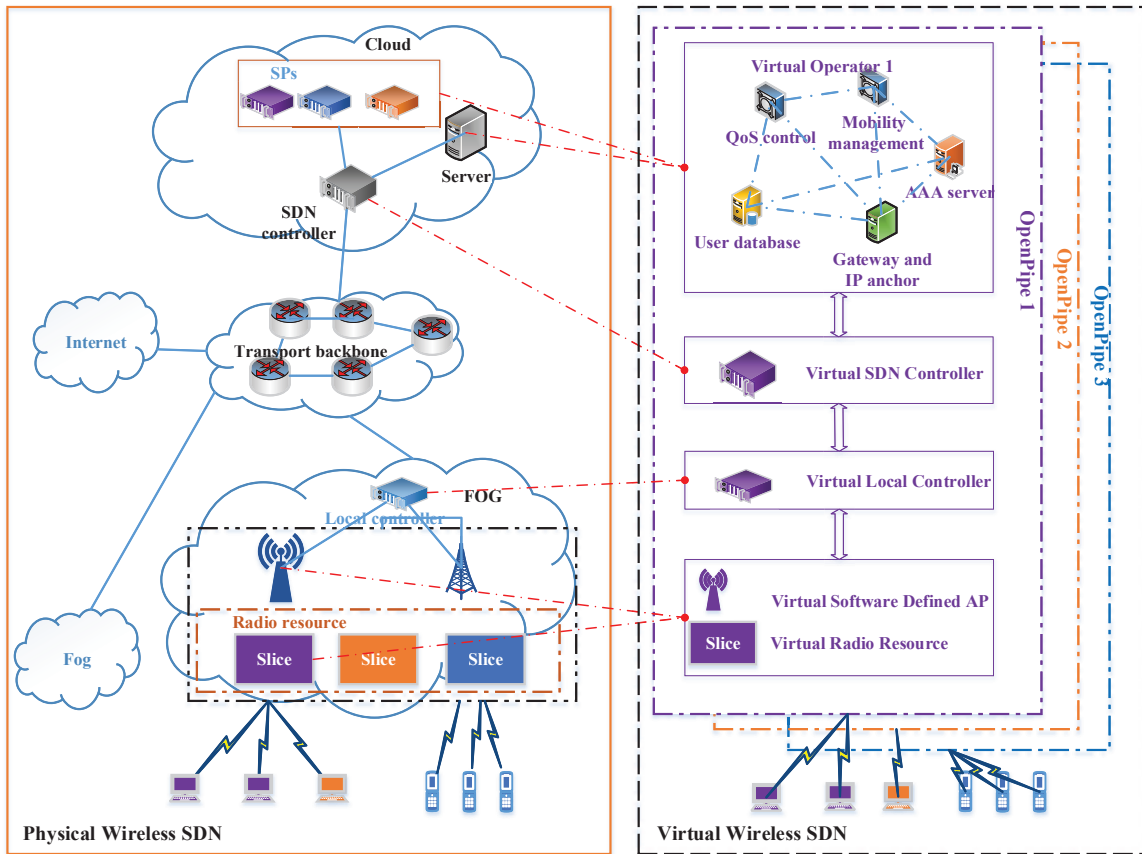 Cloud
SPs
Server
SDN
controller
Internet
Transport backbone
FOG
Local controller
Radio resource
Slice
Slice
Slice
Fog
Physical Wireless SDN
Virtual Operator 1
QoS control
Mobility
management
AAA server
User database
Gateway and
IP anchor
Virtual SDN Controller
Virtual Local Controller
Virtual Software Defined AP
Slice
Virtual Radio Resource
OpenPipe 1
OpenPipe 2
OpenPipe 3
Virtual Wireless SDN